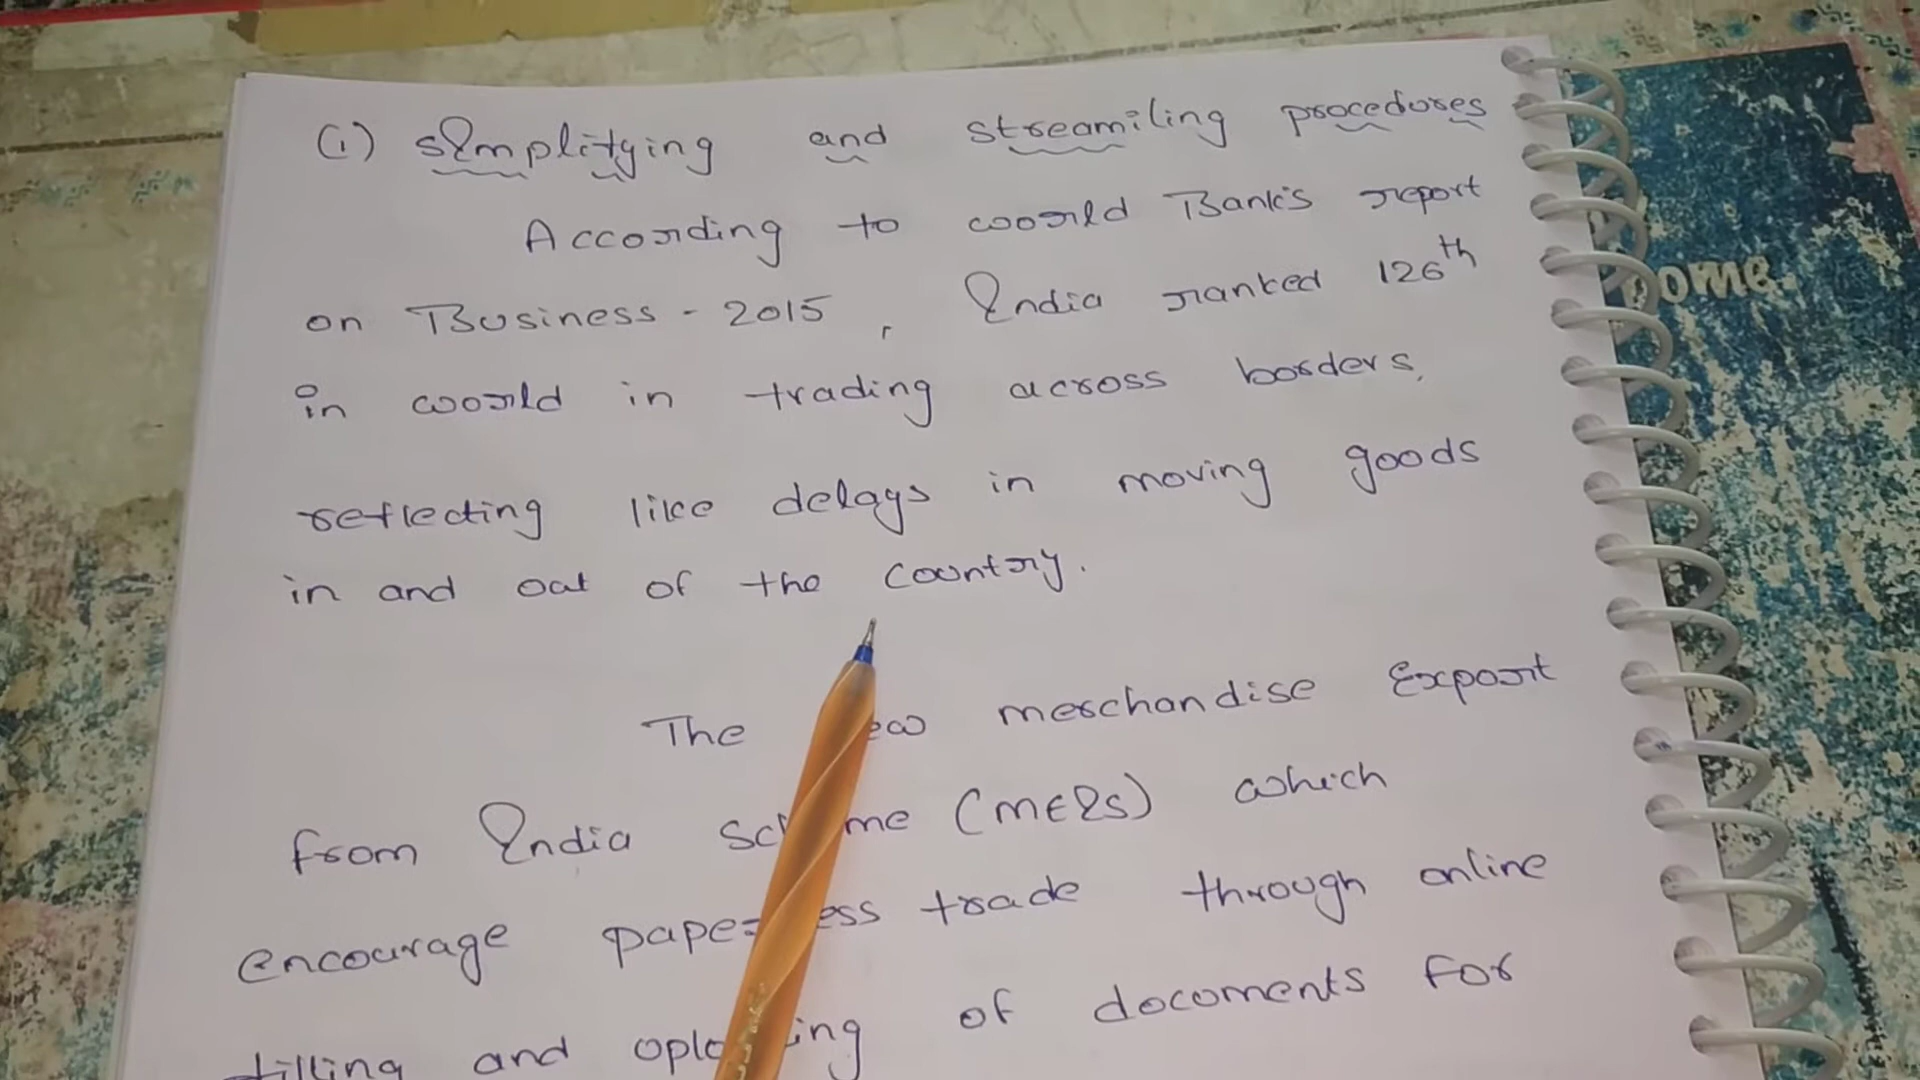 (i) simplifying and streamiling procedures
According to world Bank's report
on Business - 2015, India ranked 126th
in world in trading across borders,
reflecting like delays in moving goods
in and out of the country.
The merchandise Export
from India (MEIS) which
encourage trade through online
filling and of documents for
ome.